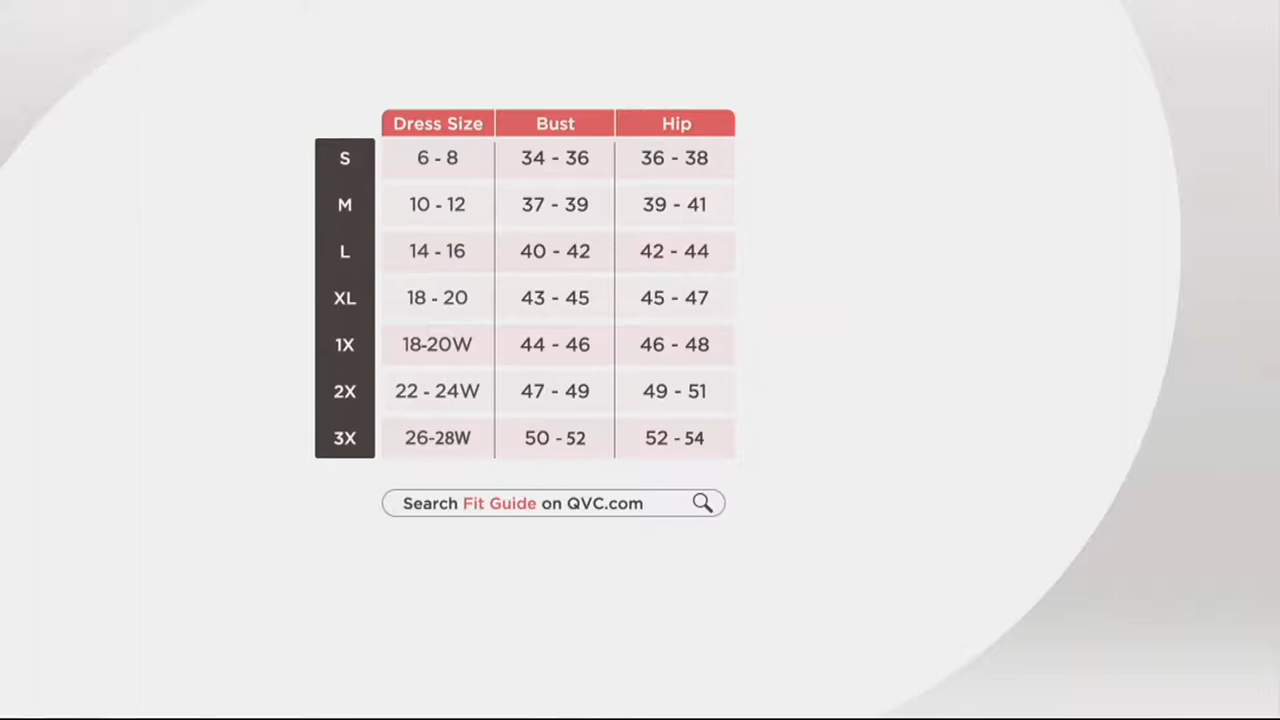 Dress Size Bust Hip
S 6 - 8 34 - 36 36 - 38
M 10 - 12 37 - 39 39 - 41
L 14 - 16 40 - 42 42 - 44
XL 18 - 20 43 - 45 45 - 47
1X 18-20W 44 - 46 46 - 48
2X 22 - 24W 47 - 49 49 - 51
3X 26-28W 50 - 52 52 - 54
Search Fit Guide on QVC.com